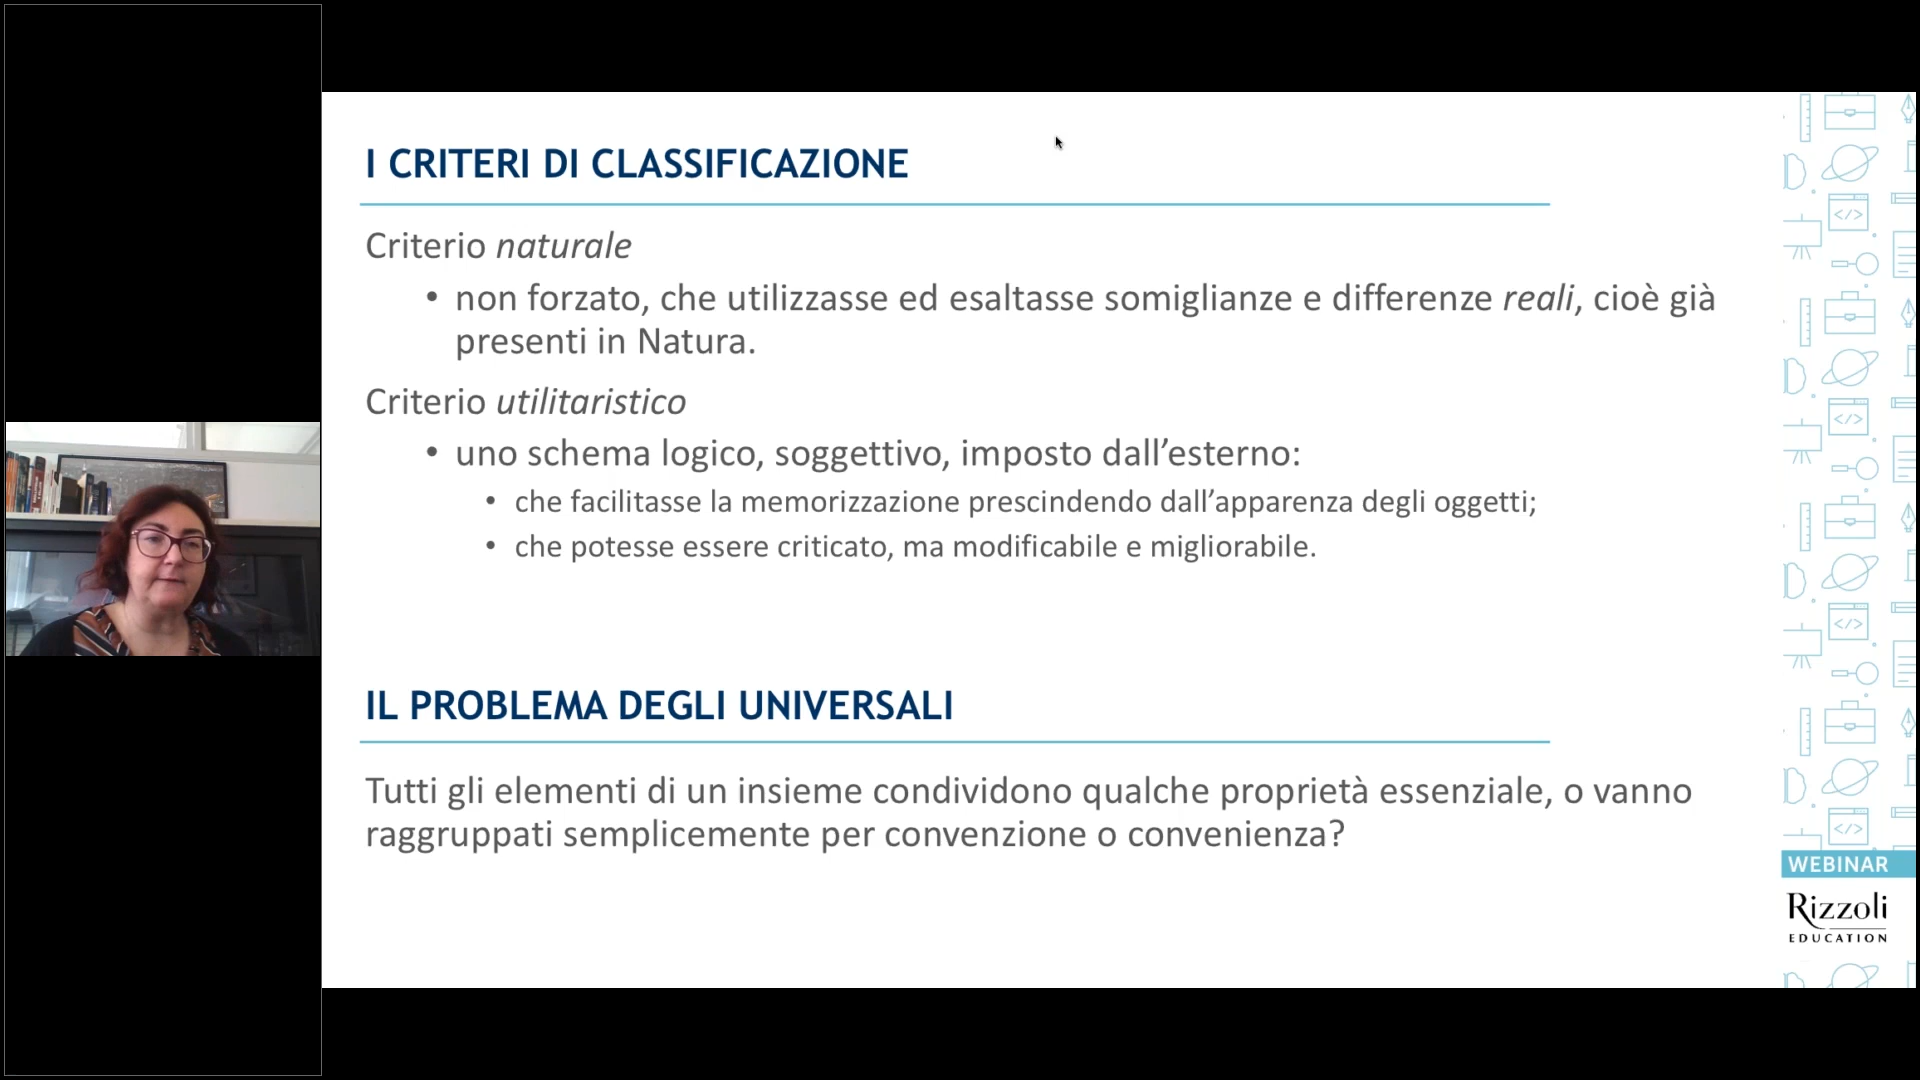 I CRITERI DI CLASSIFICAZIONE
Criterio naturale
• non forzato, che utilizzasse ed esaltasse somiglianze e differenze reali, cioè già
presenti in Natura.
Criterio utilitaristico
• uno schema logico, soggettivo, imposto dall’esterno:
• che facilitasse la memorizzazione prescindendo dall’apparenza degli oggetti;
• che potesse essere criticato, ma modificabile e migliorabile.
IL PROBLEMA DEGLI UNIVERSALI
Tutti gli elementi di un insieme condividono qualche proprietà essenziale, o vanno
raggruppati semplicemente per convenzione o convenienza?
</>
</>
</>
</>
WEBINAR
Rizzoli
EDUCATION